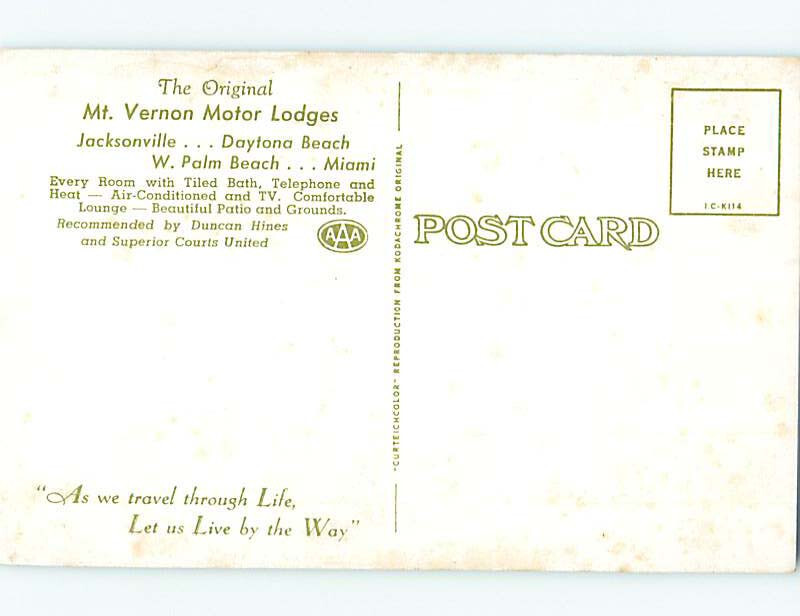 The Original
Mt. Vernon Motor Lodges
Jacksonville . . . Daytona Beach
W. Palm Beach . . . Miami
Every Room with Tiled Bath, Telephone and
Heat — Air-Conditioned and TV. Comfortable
Lounge — Beautiful Patio and Grounds.
Recommended by Duncan Hines
and Superior Courts United
AAA
"CURTEICHCOLOR" REPRODUCTION FROM KODACHROME ORIGINAL
POST CARD
PLACE
STAMP
HERE
1C-K114
"As we travel through Life,
Let us Live by the Way"